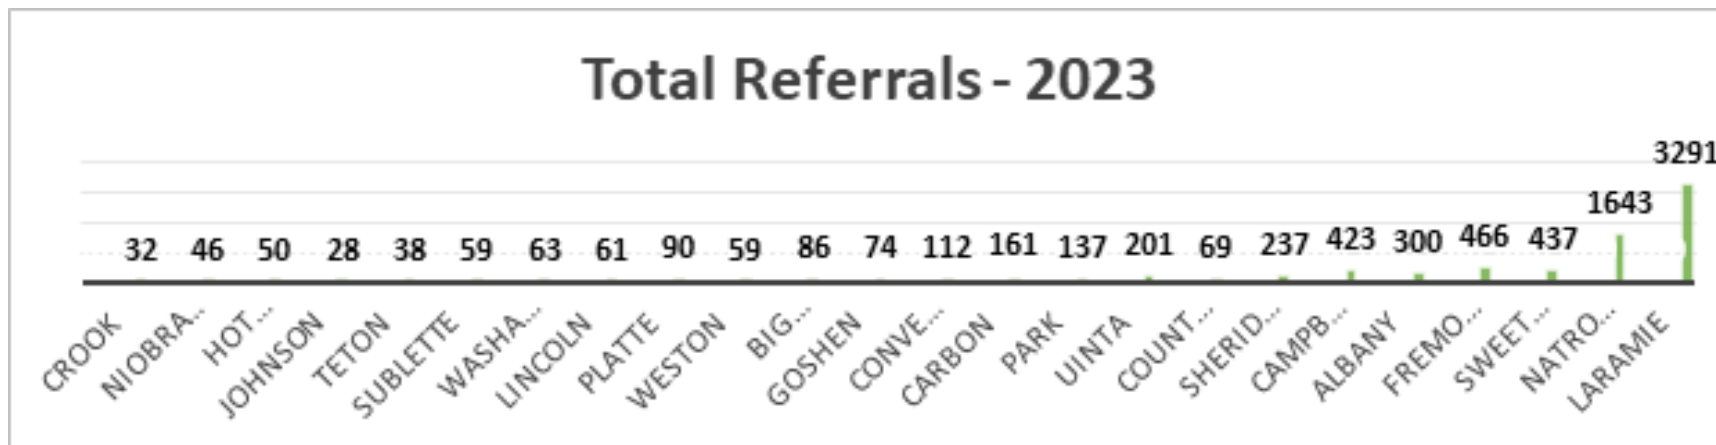 Total Referrals - 2023
3291
1643
32 46 50 28 38 59 63 61 90 59 86 74 112 161 137 201 69 237 423 300 466 437
CROOK
NIOBRA...
HOT...
JOHNSON
TETON
SUBLETTE
WASHA...
LINCOLN
PLATTE
WESTON
BIG...
GOSHEN
CONVE...
CARBON
PARK
UINTA
COUNT...
SHERID...
CAMPB...
ALBANY
FREMO...
SWEET...
NATRO...
LARAMIE